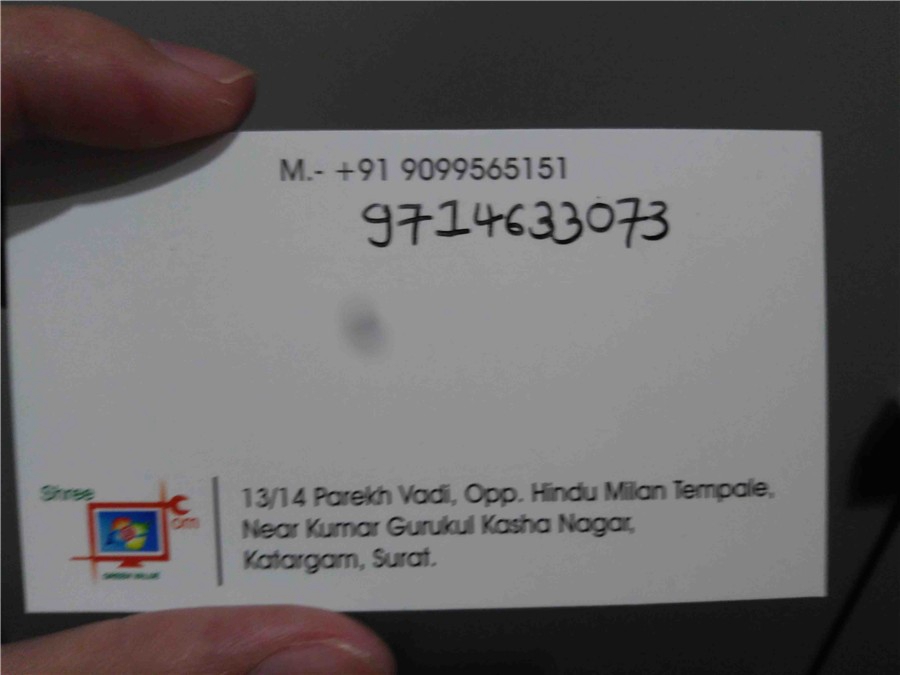 M.- +91 9099565151
9714633073
Shree
om
13/14 Parekh Vadi, Opp. Hindu Milan Tempale,
Near Kumar Gurukul Kasha Nagar,
Katargam, Surat.